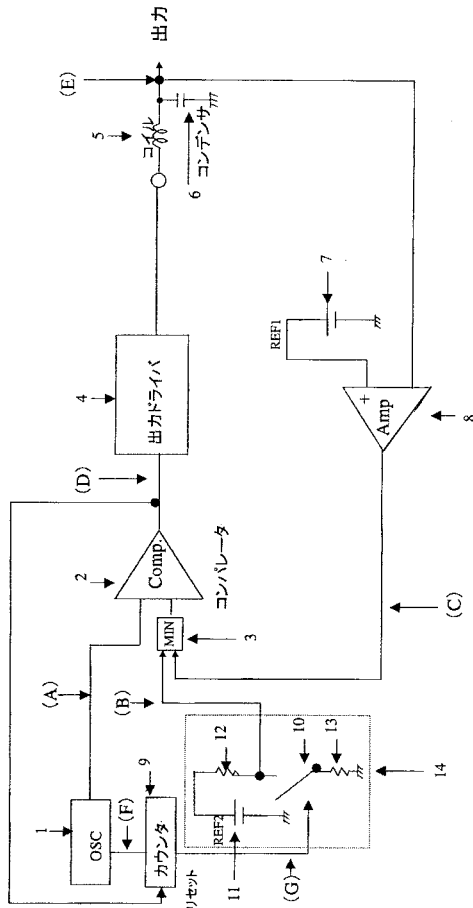 1
OSC
(A)
(F)
9
カウンタ
リセット
2
Comp.
コンパレータ
MIN
3
(B)
(D)
4
出力ドライバ
5
コイル
(E)
出力
コンデンサ
6
REF1
7
+
Amp
8
(C)
12
REF2
11
10
13
14
(G)